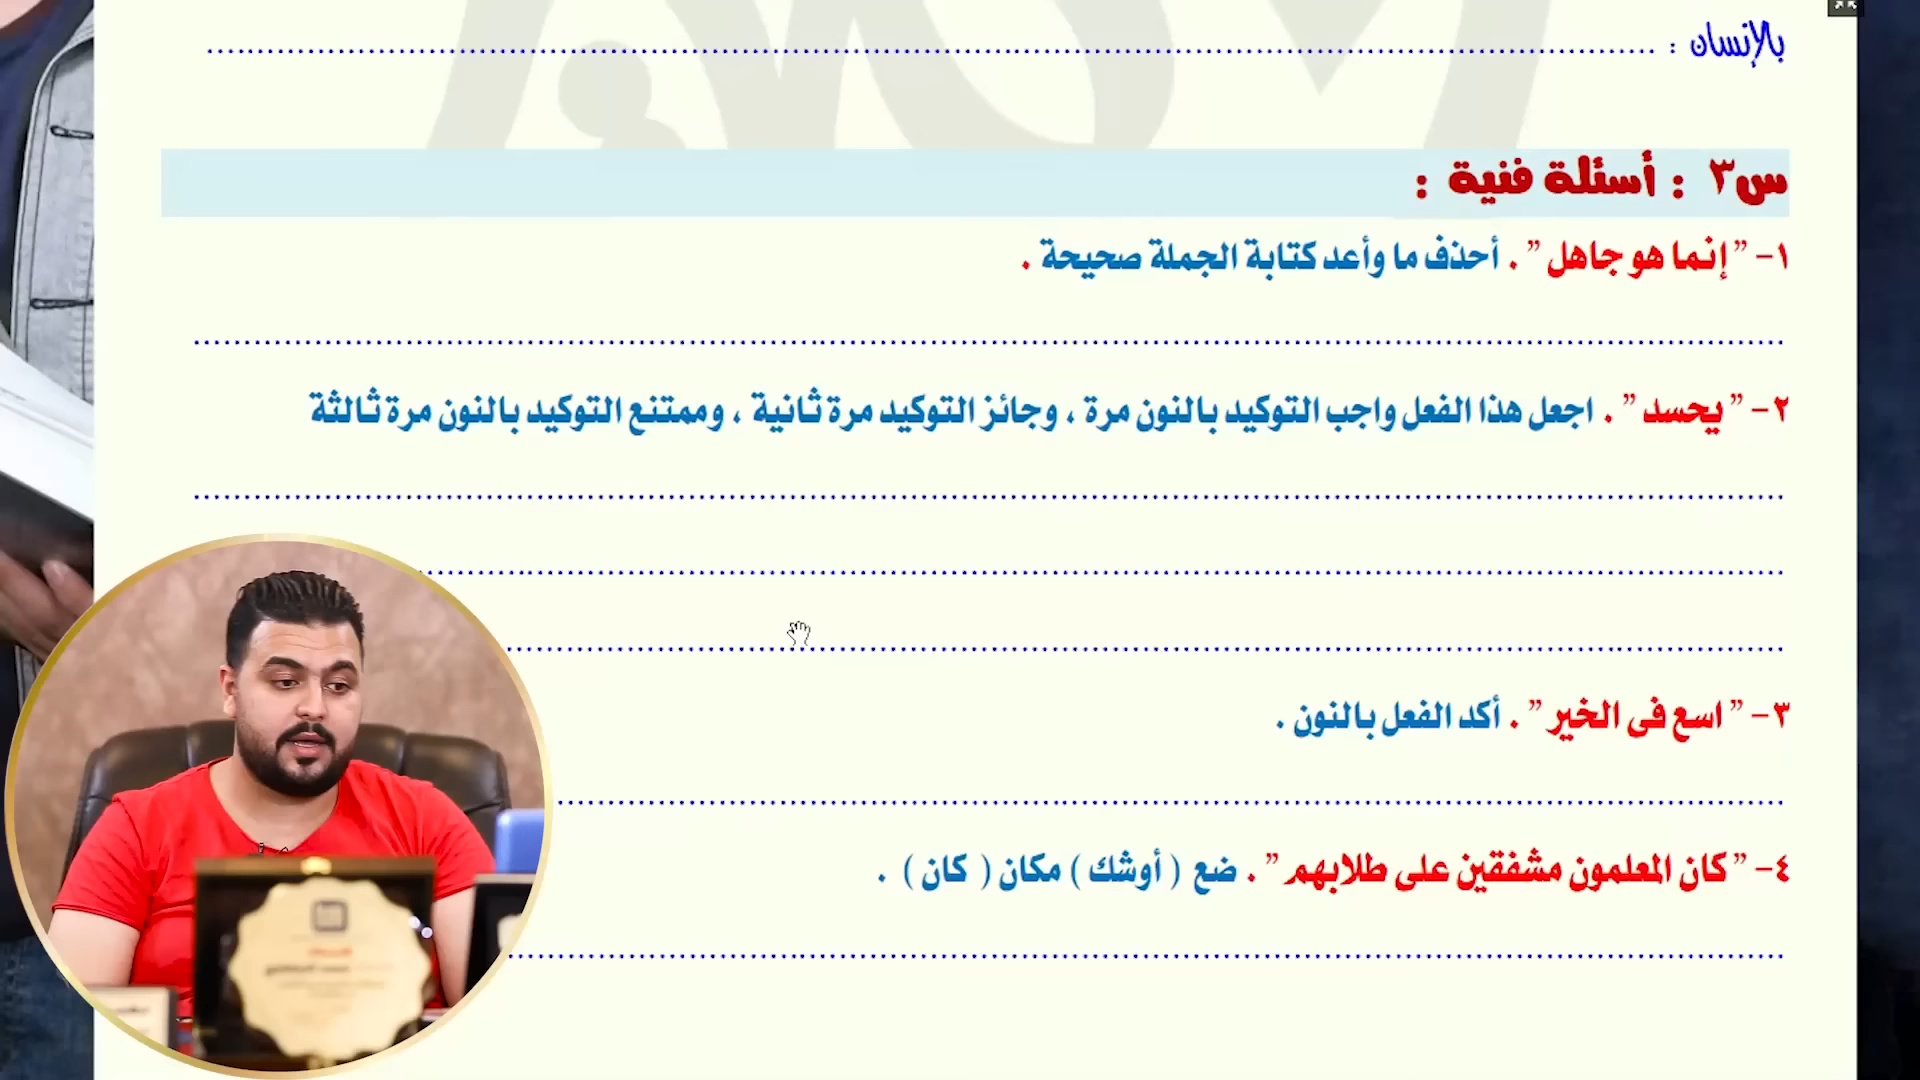 بالإنسان :
س٣ : أسئلة فنية :
١- " إنما هو جاهل " . أحذف ما وأعد كتابة الجملة صحيحة .
٢- " يحسد " . اجعل هذا الفعل واجب التوكيد بالنون مرة ، وجائز التوكيد مرة ثانية ، وممتنع التوكيد بالنون مرة ثالثة
٣- " اسع فى الخير " . أكد الفعل بالنون .
٤- " كان المعلمون مشفقين على طلابهم " . ضع ( أوشك ) مكان ( كان ) .